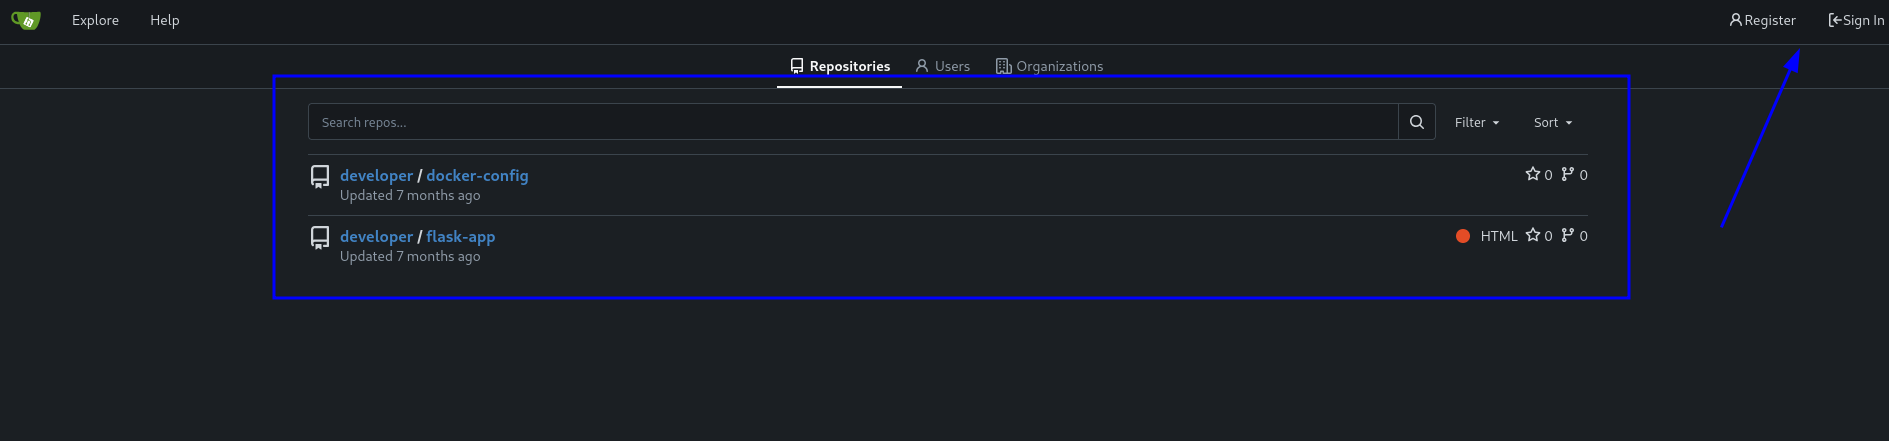 Explore Help Register Sign In
Repositories Users Organizations
Search repos... Filter Sort
developer / docker-config 0 0
Updated 7 months ago
developer / flask-app HTML 0 0
Updated 7 months ago